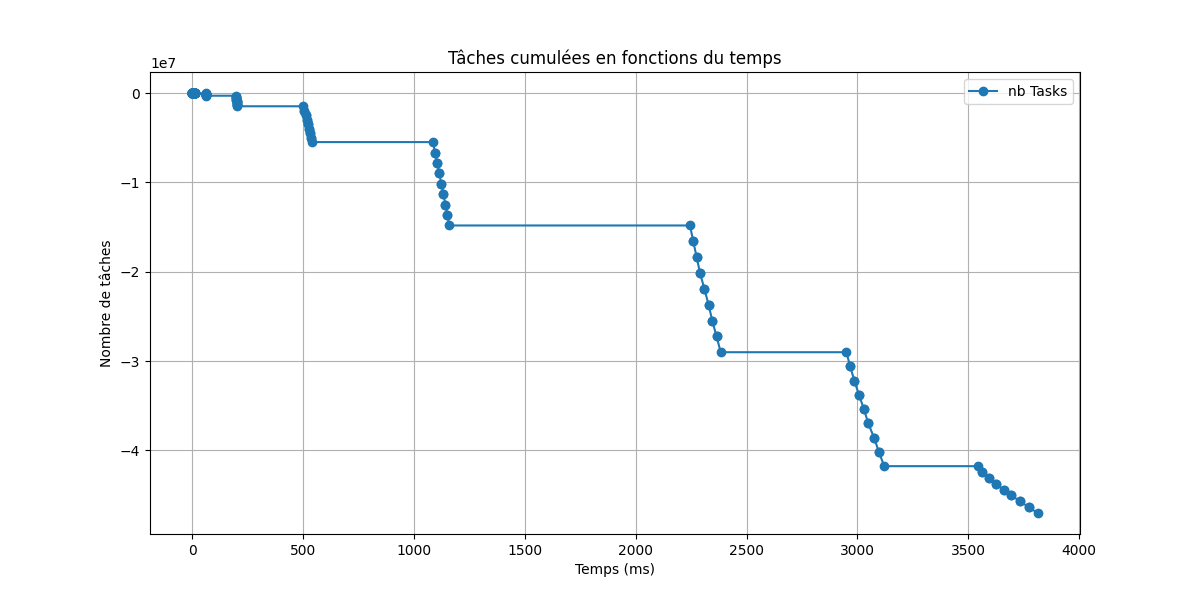 Tâches cumulées en fonctions du temps
1e7
nb Tasks
0
−1
−2
−3
−4
Nombre de tâches
0 500 1000 1500 2000 2500 3000 3500 4000
Temps (ms)